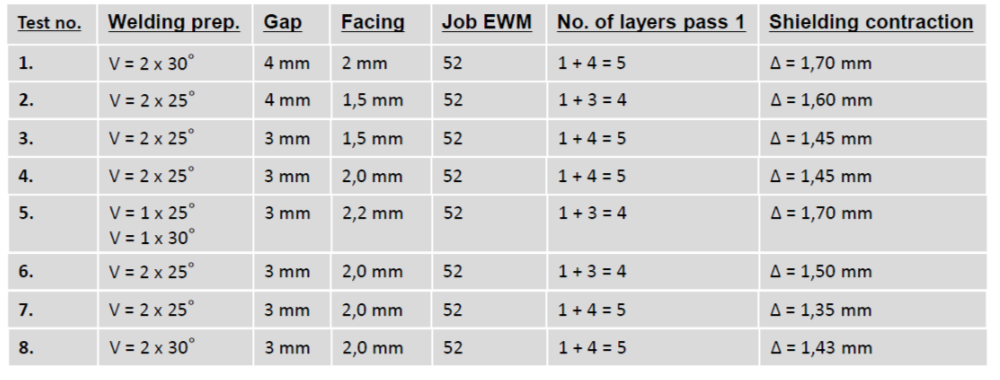 Test no. Welding prep. Gap Facing Job EWM No. of layers pass 1 Shielding contraction
1. V = 2 x 30° 4 mm 2 mm 52 1 + 4 = 5 Δ = 1,70 mm
2. V = 2 x 25° 4 mm 1,5 mm 52 1 + 3 = 4 Δ = 1,60 mm
3. V = 2 x 25° 3 mm 1,5 mm 52 1 + 4 = 5 Δ = 1,45 mm
4. V = 2 x 25° 3 mm 2,0 mm 52 1 + 4 = 5 Δ = 1,45 mm
5. V = 1 x 25° 3 mm 2,2 mm 52 1 + 3 = 4 Δ = 1,70 mm
V = 1 x 30°
6. V = 2 x 25° 3 mm 2,0 mm 52 1 + 3 = 4 Δ = 1,50 mm
7. V = 2 x 25° 3 mm 2,0 mm 52 1 + 4 = 5 Δ = 1,35 mm
8. V = 2 x 30° 3 mm 2,0 mm 52 1 + 4 = 5 Δ = 1,43 mm